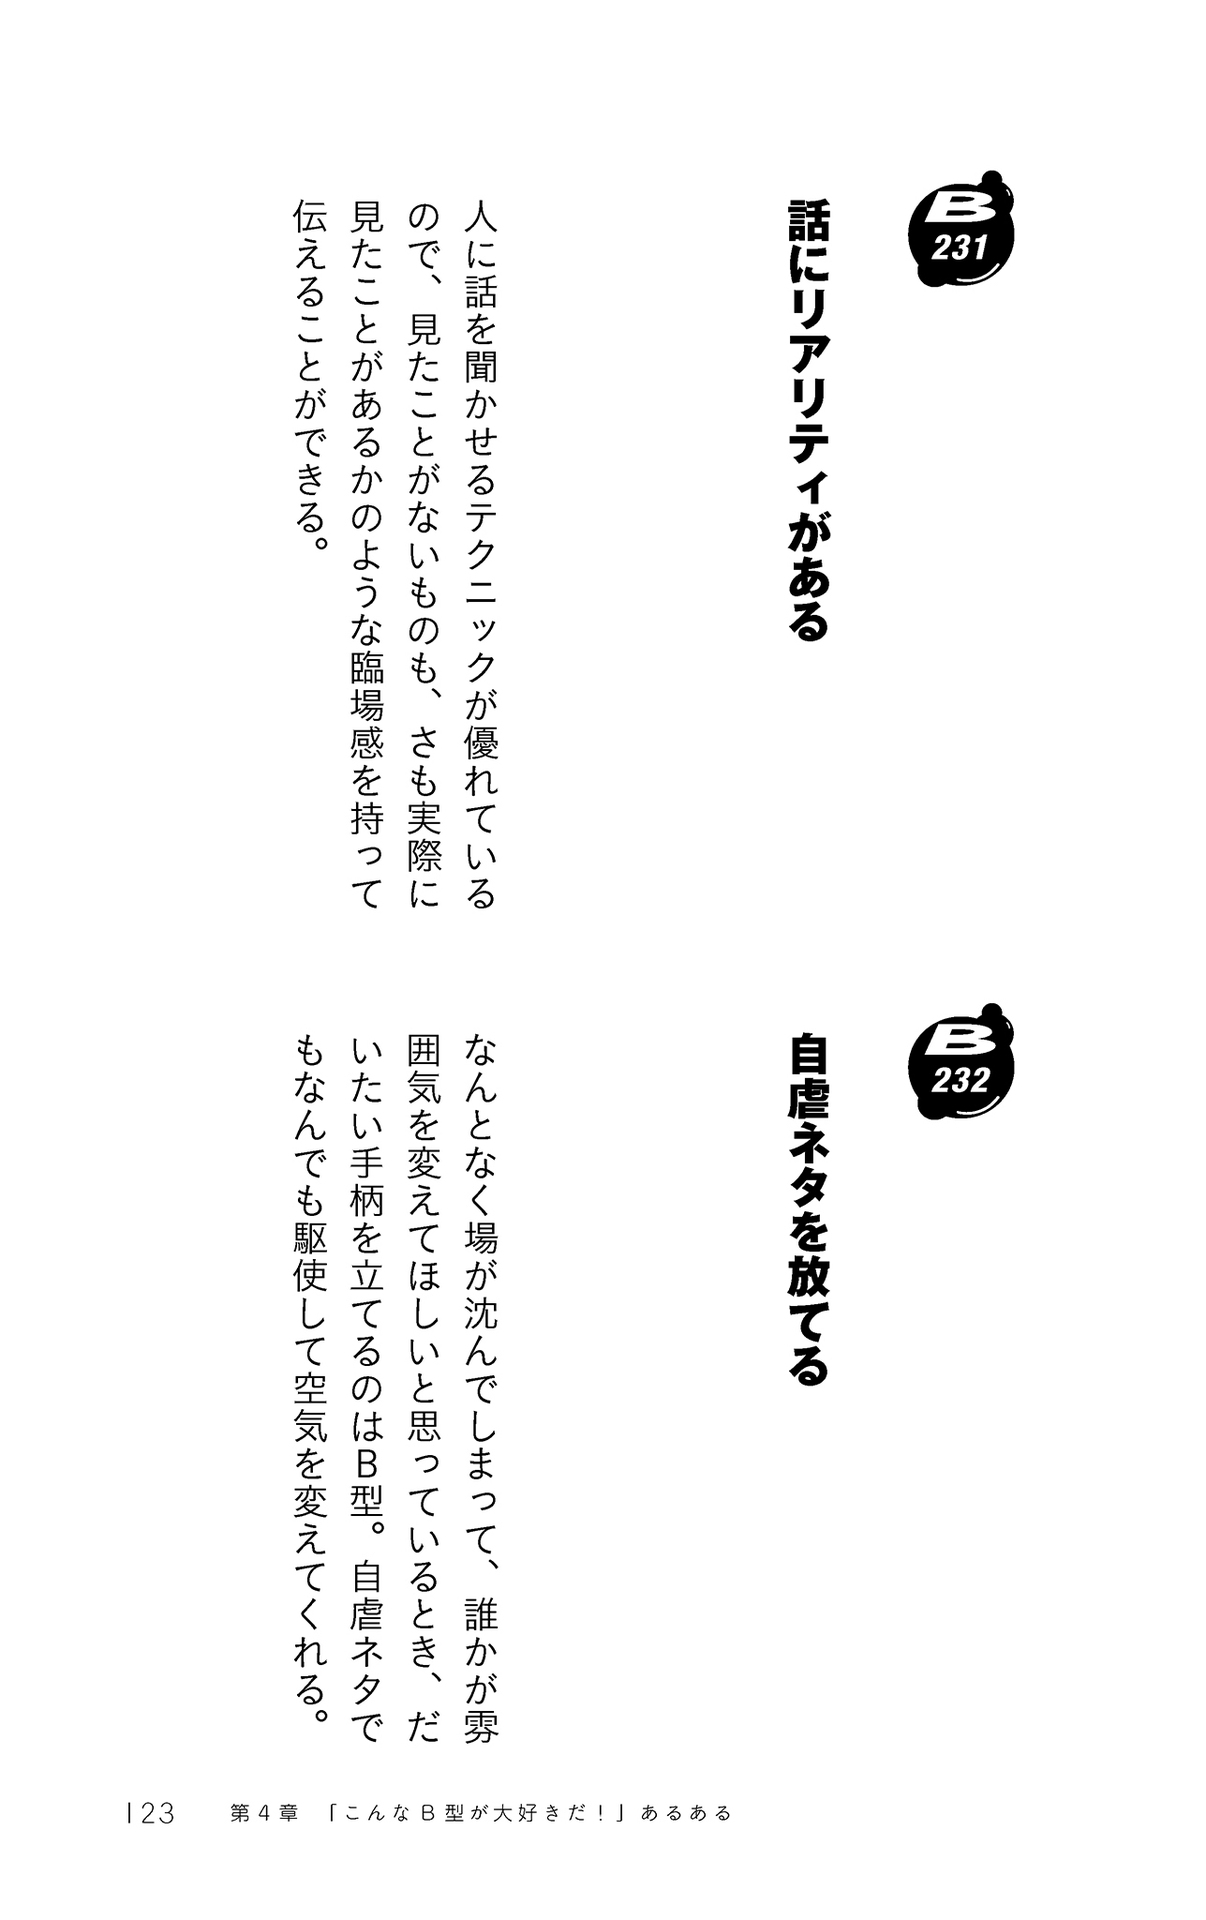 B
231
話にリアリティがある
人に話を聞かせるテクニックが優れている
ので、見たことがないものも、さも実際に
見たことがあるかのような臨場感を持って
伝えることができる。
B
232
自虐ネタを放てる
なんとなく場が沈んでしまって、誰かが雰
囲気を変えてほしいと思っているとき、だ
いたい手柄を立てるのはB型。自虐ネタで
もなんでも駆使して空気を変えてくれる。
123 第4章 「こんなB型が大好きだ!」あるある